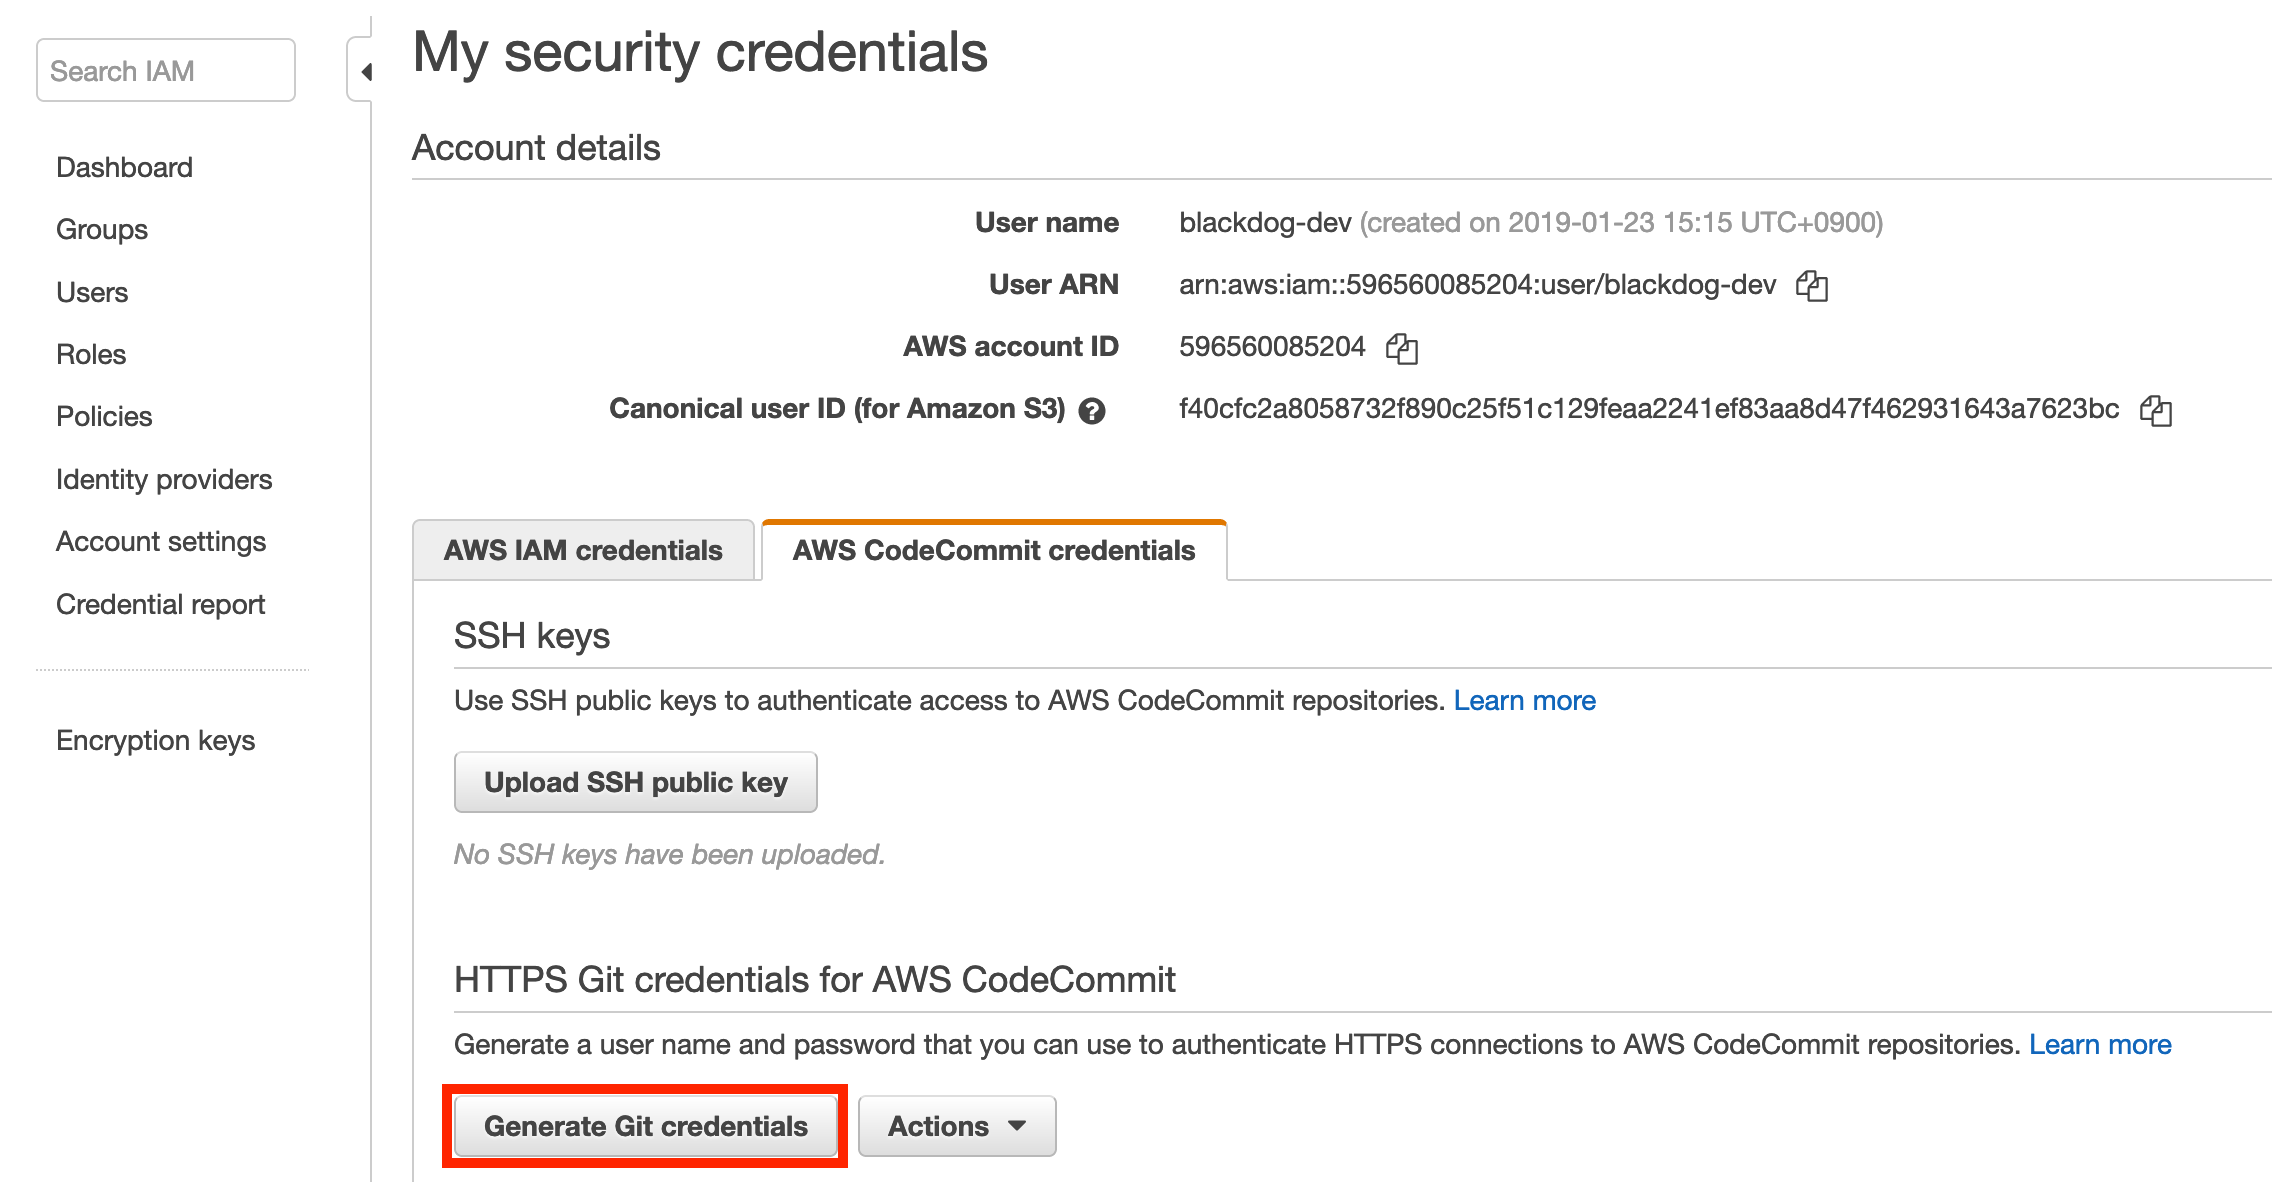 Search IAM
Dashboard
Groups
Users
Roles
Policies
Identity providers
Account settings
Credential report
Encryption keys
My security credentials
Account details
User name blackdog-dev (created on 2019-01-23 15:15 UTC+0900)
User ARN arn:aws:iam::596560085204:user/blackdog-dev
AWS account ID 596560085204
Canonical user ID (for Amazon S3) ? f40cfc2a8058732f890c25f51c129feaa2241ef83aa8d47f462931643a7623bc
AWS IAM credentials AWS CodeCommit credentials
SSH keys
Use SSH public keys to authenticate access to AWS CodeCommit repositories. Learn more
Upload SSH public key
No SSH keys have been uploaded.
HTTPS Git credentials for AWS CodeCommit
Generate a user name and password that you can use to authenticate HTTPS connections to AWS CodeCommit repositories. Learn more
Generate Git credentials Actions